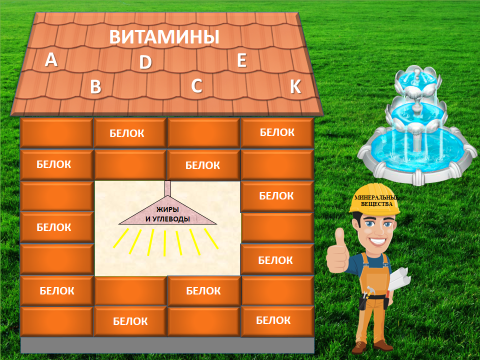 ВИТАМИНЫ
A D E
B C K
БЕЛОК БЕЛОК
БЕЛОК БЕЛОК
БЕЛОК
ЖИРЫ
И УГЛЕВОДЫ
МИНЕРАЛЬНЫЕ
ВЕЩЕСТВА
БЕЛОК
БЕЛОК
БЕЛОК БЕЛОК
БЕЛОК БЕЛОК